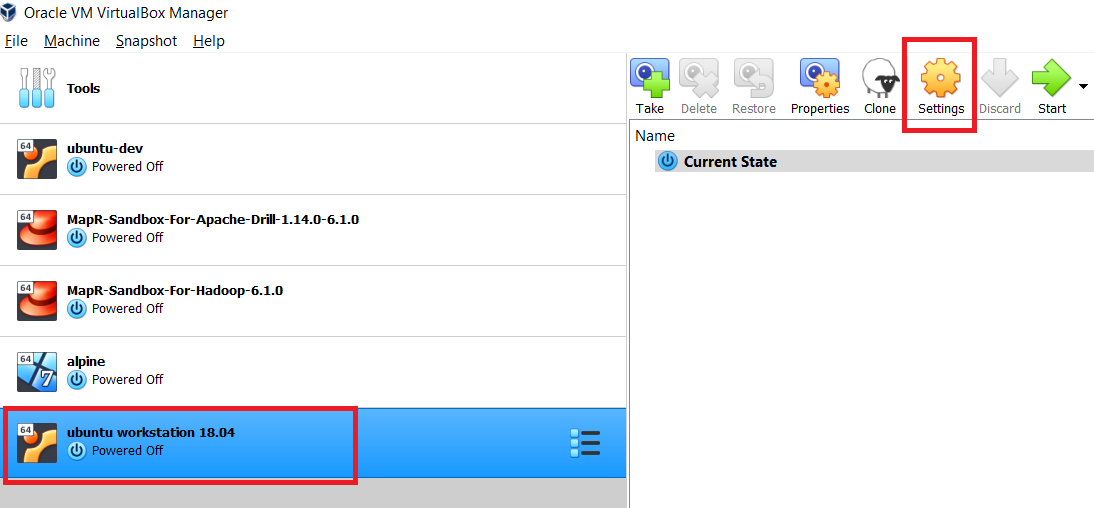 Oracle VM VirtualBox Manager
File Machine Snapshot Help
Tools
Take Delete Restore Properties Clone Settings Discard Start
Name
Current State
64
ubuntu-dev
Powered Off
64
MapR-Sandbox-For-Apache-Drill-1.14.0-6.1.0
Powered Off
64
MapR-Sandbox-For-Hadoop-6.1.0
Powered Off
64
7
alpine
Powered Off
64
ubuntu workstation 18.04
Powered Off